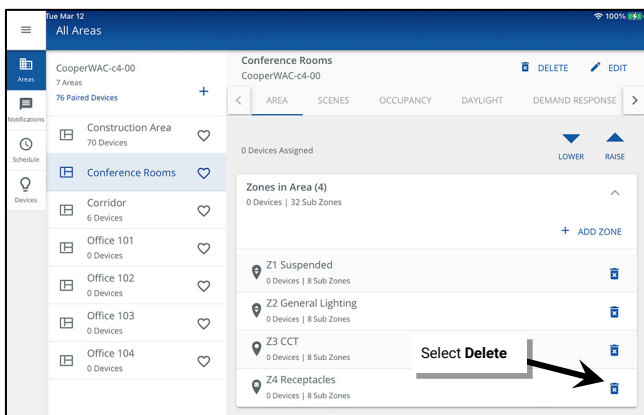 Tue Mar 12
100%
All Areas
Areas
Notifications
Schedule
Devices
CooperWAC-c4-00
7 Areas
76 Paired Devices
+
Construction Area
70 Devices
Conference Rooms
Corridor
6 Devices
Office 101
0 Devices
Office 102
0 Devices
Office 103
0 Devices
Office 104
0 Devices
Conference Rooms
CooperWAC-c4-00
DELETE
EDIT
< AREA SCENES OCCUPANCY DAYLIGHT DEMAND RESPONSE >
0 Devices Assigned
LOWER RAISE
Zones in Area (4)
0 Devices | 32 Sub Zones
+ ADD ZONE
Z1 Suspended
0 Devices | 8 Sub Zones
Z2 General Lighting
0 Devices | 8 Sub Zones
Z3 CCT
0 Devices | 8 Sub Zones
Z4 Receptacles
0 Devices | 8 Sub Zones
Select Delete